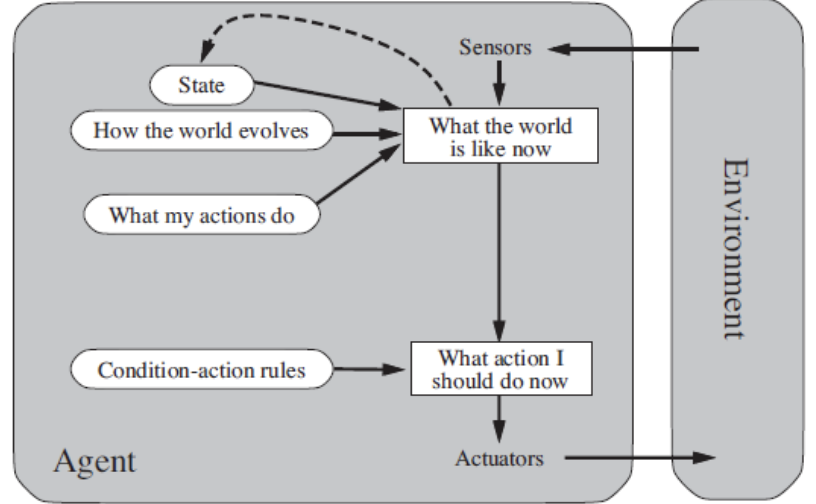 Sensors
State
How the world evolves
What the world
is like now
What my actions do
Environment
Condition-action rules
What action I
should do now
Agent
Actuators